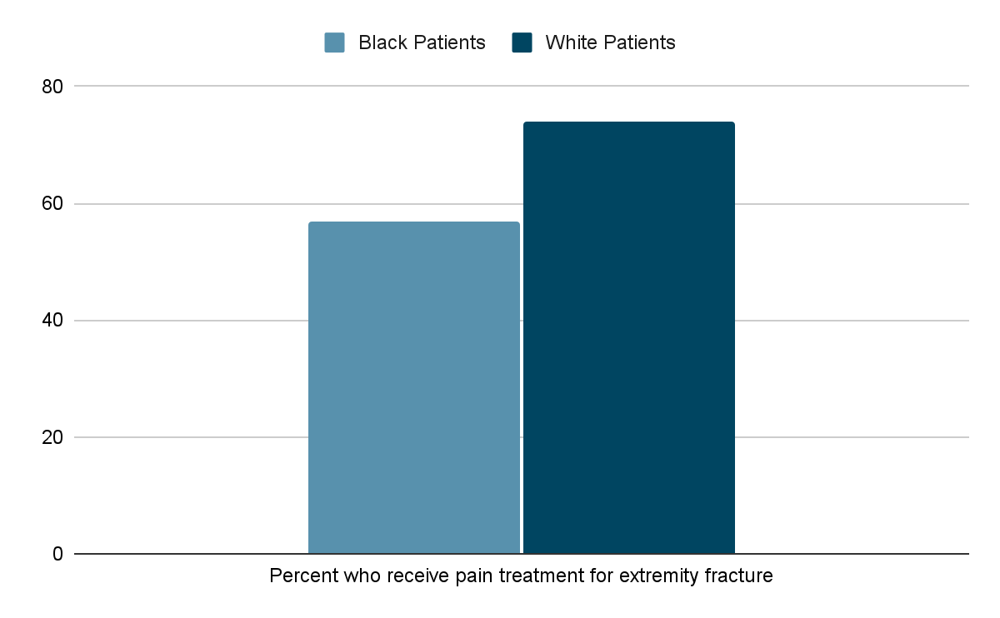 Black Patients White Patients
80
60
40
20
0
Percent who receive pain treatment for extremity fracture